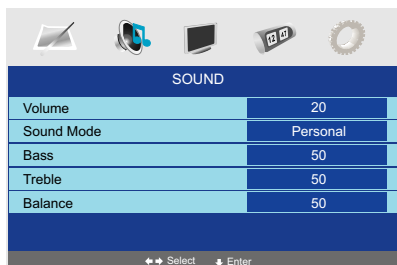 SOUND
Volume 20
Sound Mode Personal
Bass 50
Treble 50
Balance 50
Select Enter